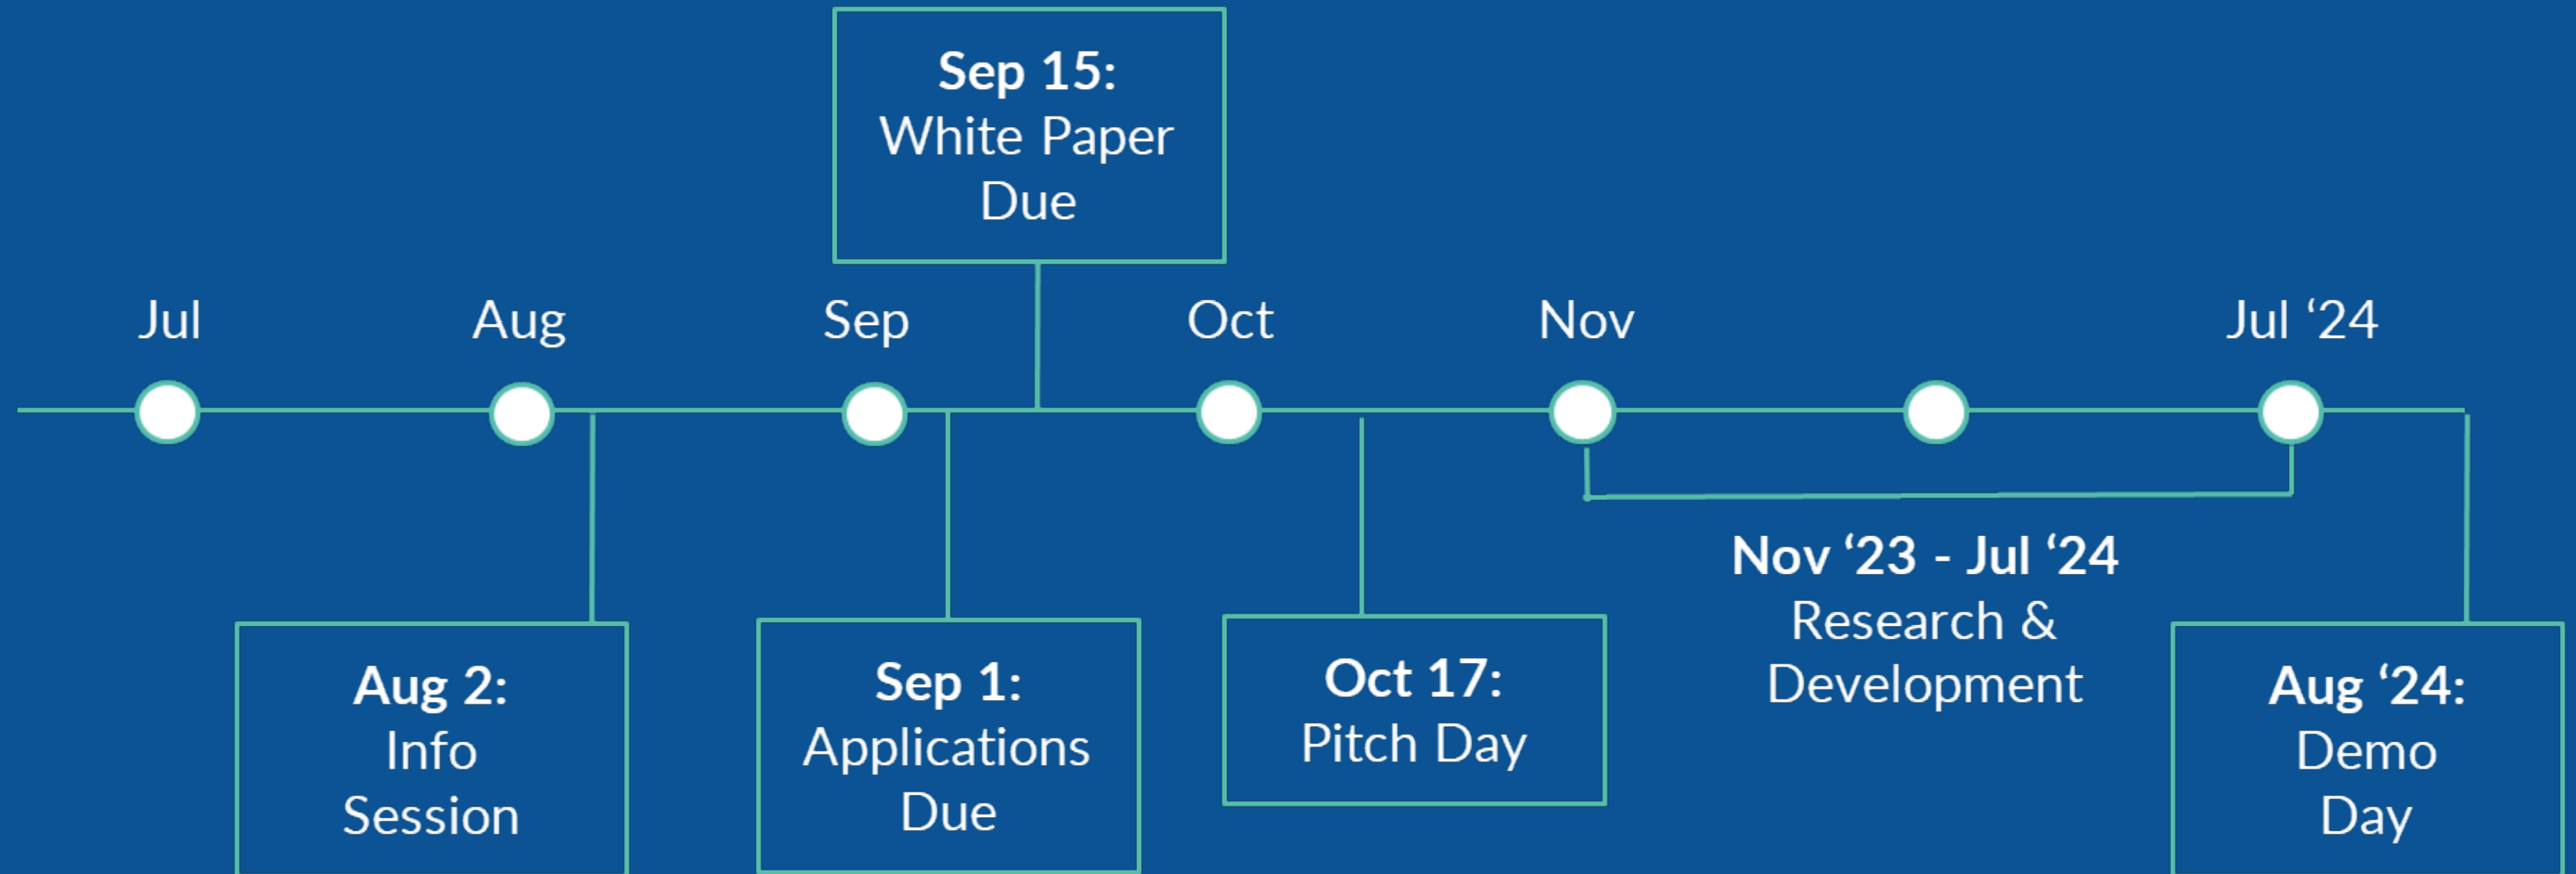 Sep 15:
White Paper
Due
Jul
Aug
Sep
Oct
Nov
Jul ‘24
Aug 2:
Info
Session
Sep 1:
Applications
Due
Oct 17:
Pitch Day
Nov ‘23 - Jul ‘24
Research &
Development
Aug ‘24:
Demo
Day